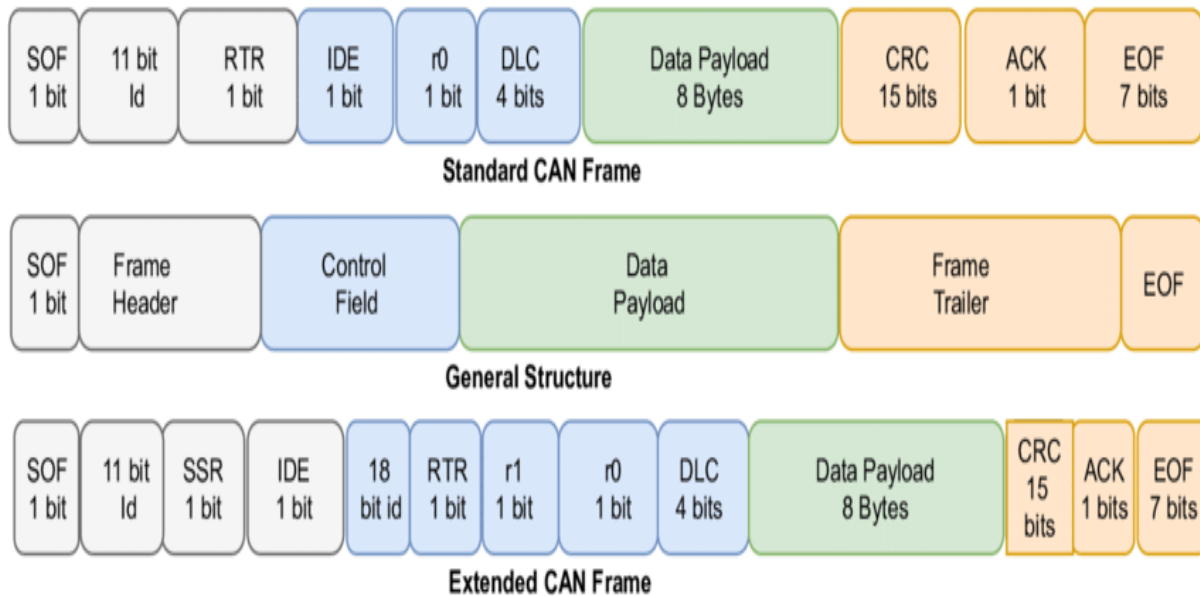 SOF
1 bit
11 bit
Id
RTR
1 bit
IDE
1 bit
r0
1 bit
DLC
4 bits
Data Payload
8 Bytes
CRC
15 bits
ACK
1 bit
EOF
7 bits
Standard CAN Frame
SOF
1 bit
Frame
Header
Control
Field
Data
Payload
Frame
Trailer
EOF
General Structure
SOF
1 bit
11 bit
Id
SSR
1 bit
IDE
1 bit
18
bit id
RTR
1 bit
r1
1 bit
r0
1 bit
DLC
4 bits
Data Payload
8 Bytes
CRC
15
bits
ACK
1 bits
EOF
7 bits
Extended CAN Frame